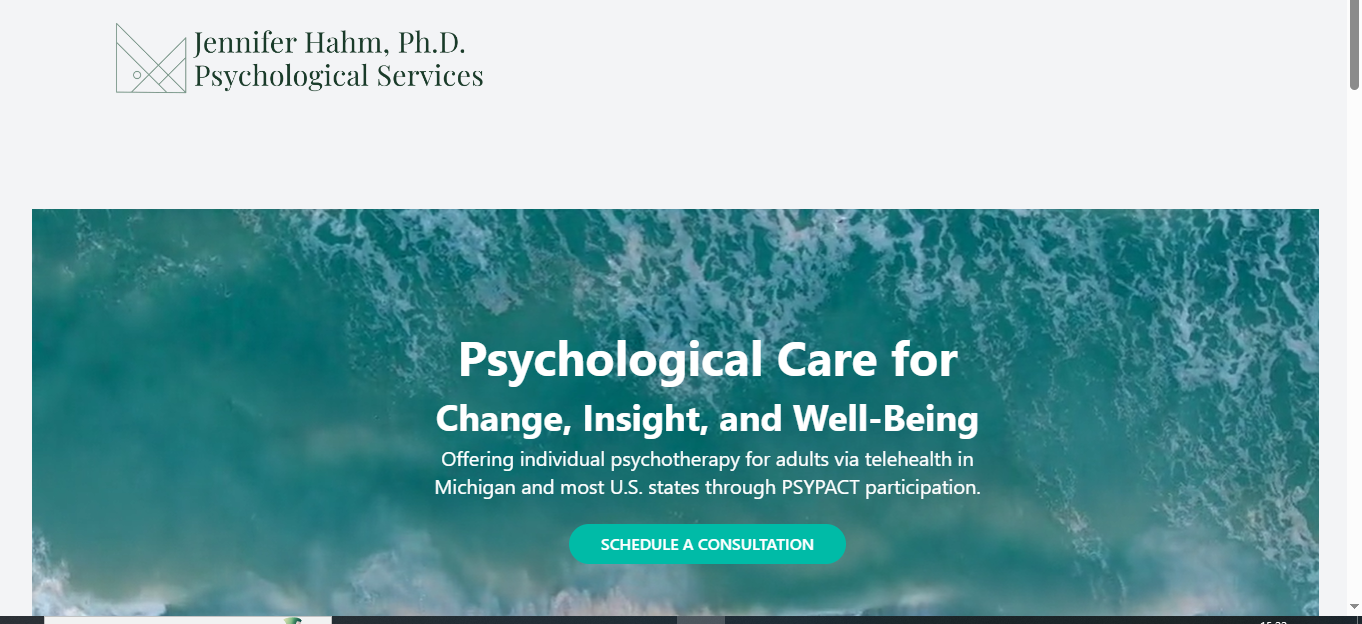 Jennifer Hahm, Ph.D.
Psychological Services
Psychological Care for
Change, Insight, and Well-Being
Offering individual psychotherapy for adults via telehealth in
Michigan and most U.S. states through PSYPACT participation.
SCHEDULE A CONSULTATION